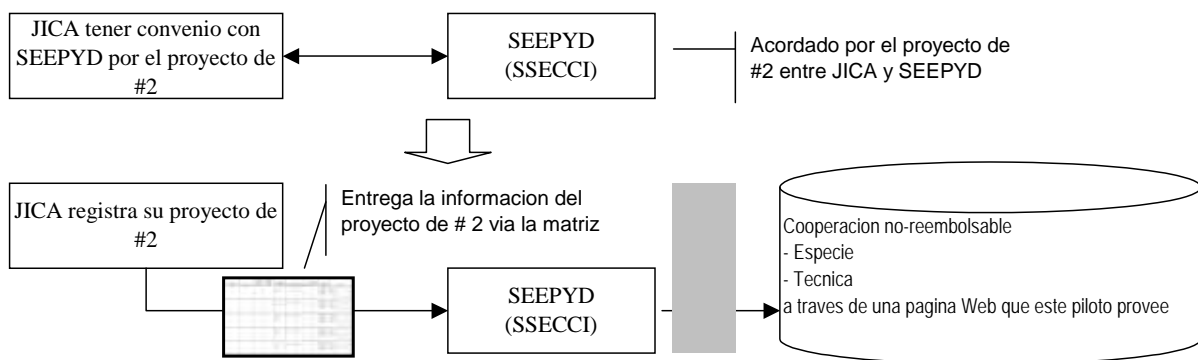 JICA tener convenio con
SEEPYD por el proyecto de
#2
SEEPYD
(SSECCI)
Acordado por el proyecto de
#2 entre JICA y SEEPYD
JICA registra su proyecto de
#2
Entrega la informacion del
proyecto de # 2 via la matriz
SEEPYD
(SSECCI)
Cooperacion no-reembolsable
- Especie
- Tecnica
a traves de una pagina Web que este piloto provee